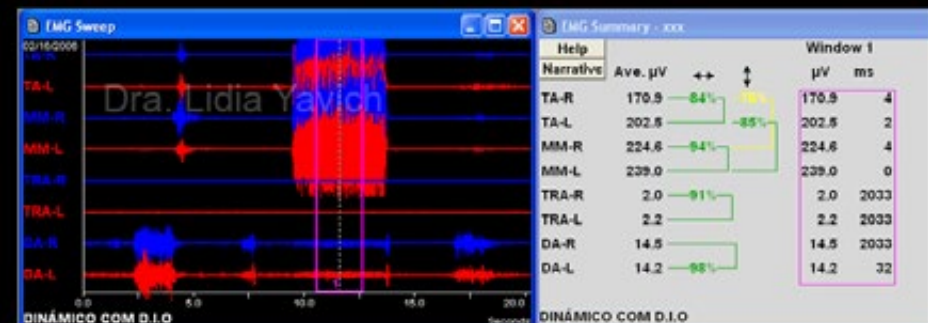 EMG Sweep
02/16/2006
TA-L
MM-R
MM-L
TRA-R
TRA-L
DA-R
DA-L
Dra. Lidia Yavich
0.0 5.0 10.0 15.0 20.0
Seconds
DINÁMICO COM D.I.O
EMG Summary - xxx
Help
Narrative
Window 1
Ave. µV µV ms
TA-R 170.9 84% 76% 170.9 4
TA-L 202.5 85% 202.5 2
MM-R 224.6 94% 224.6 4
MM-L 239.0 239.0 0
TRA-R 2.0 91% 2.0 2033
TRA-L 2.2 2.2 2033
DA-R 14.5 14.5 2033
DA-L 14.2 98% 14.2 32
DINÁMICO COM D.I.O